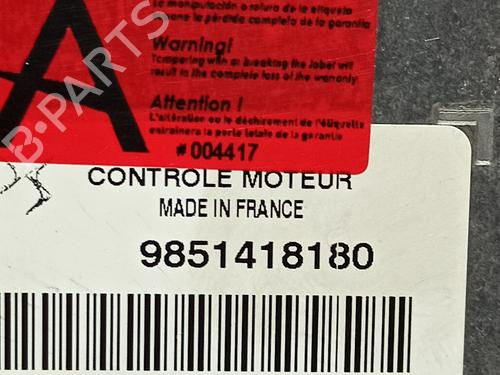 La manipulación o rotura de la etiqueta
la pérdida completa de la garantía
Warning!
Tempering with or breaking the label will
result in the complete loss of the warranty
Attention !
L'altération ou le déchirement de l'étiquette
entraînera la perte totale de la garantie
# 004417
A
CONTROLE MOTEUR
MADE IN FRANCE
9851418180
B-PARTS